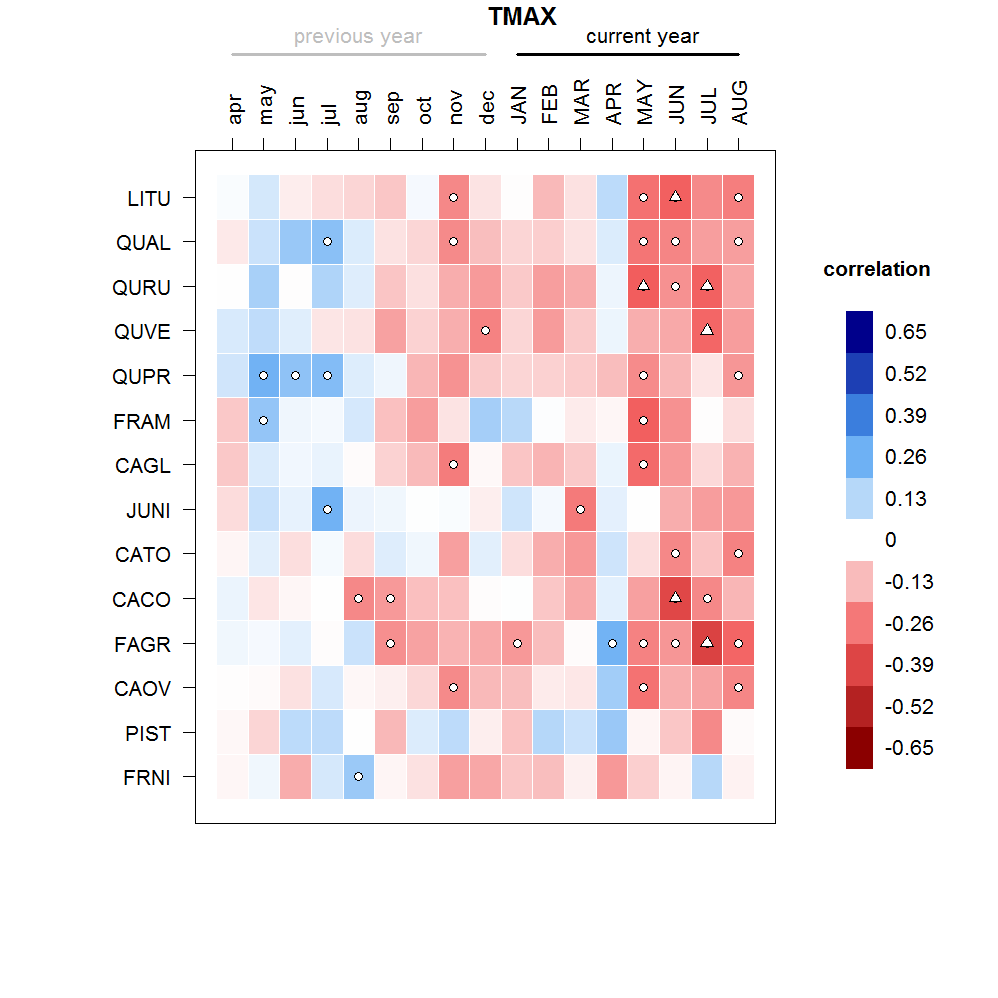 TMAX
previous year current year
apr may jun jul aug sep oct nov dec JAN FEB MAR APR MAY JUN JUL AUG
LITU
QUAL
QURU
QUVE
QUPR
FRAM
CAGL
JUNI
CATO
CACO
FAGR
CAOV
PIST
FRNI
correlation
0.65
0.52
0.39
0.26
0.13
0
-0.13
-0.26
-0.39
-0.52
-0.65